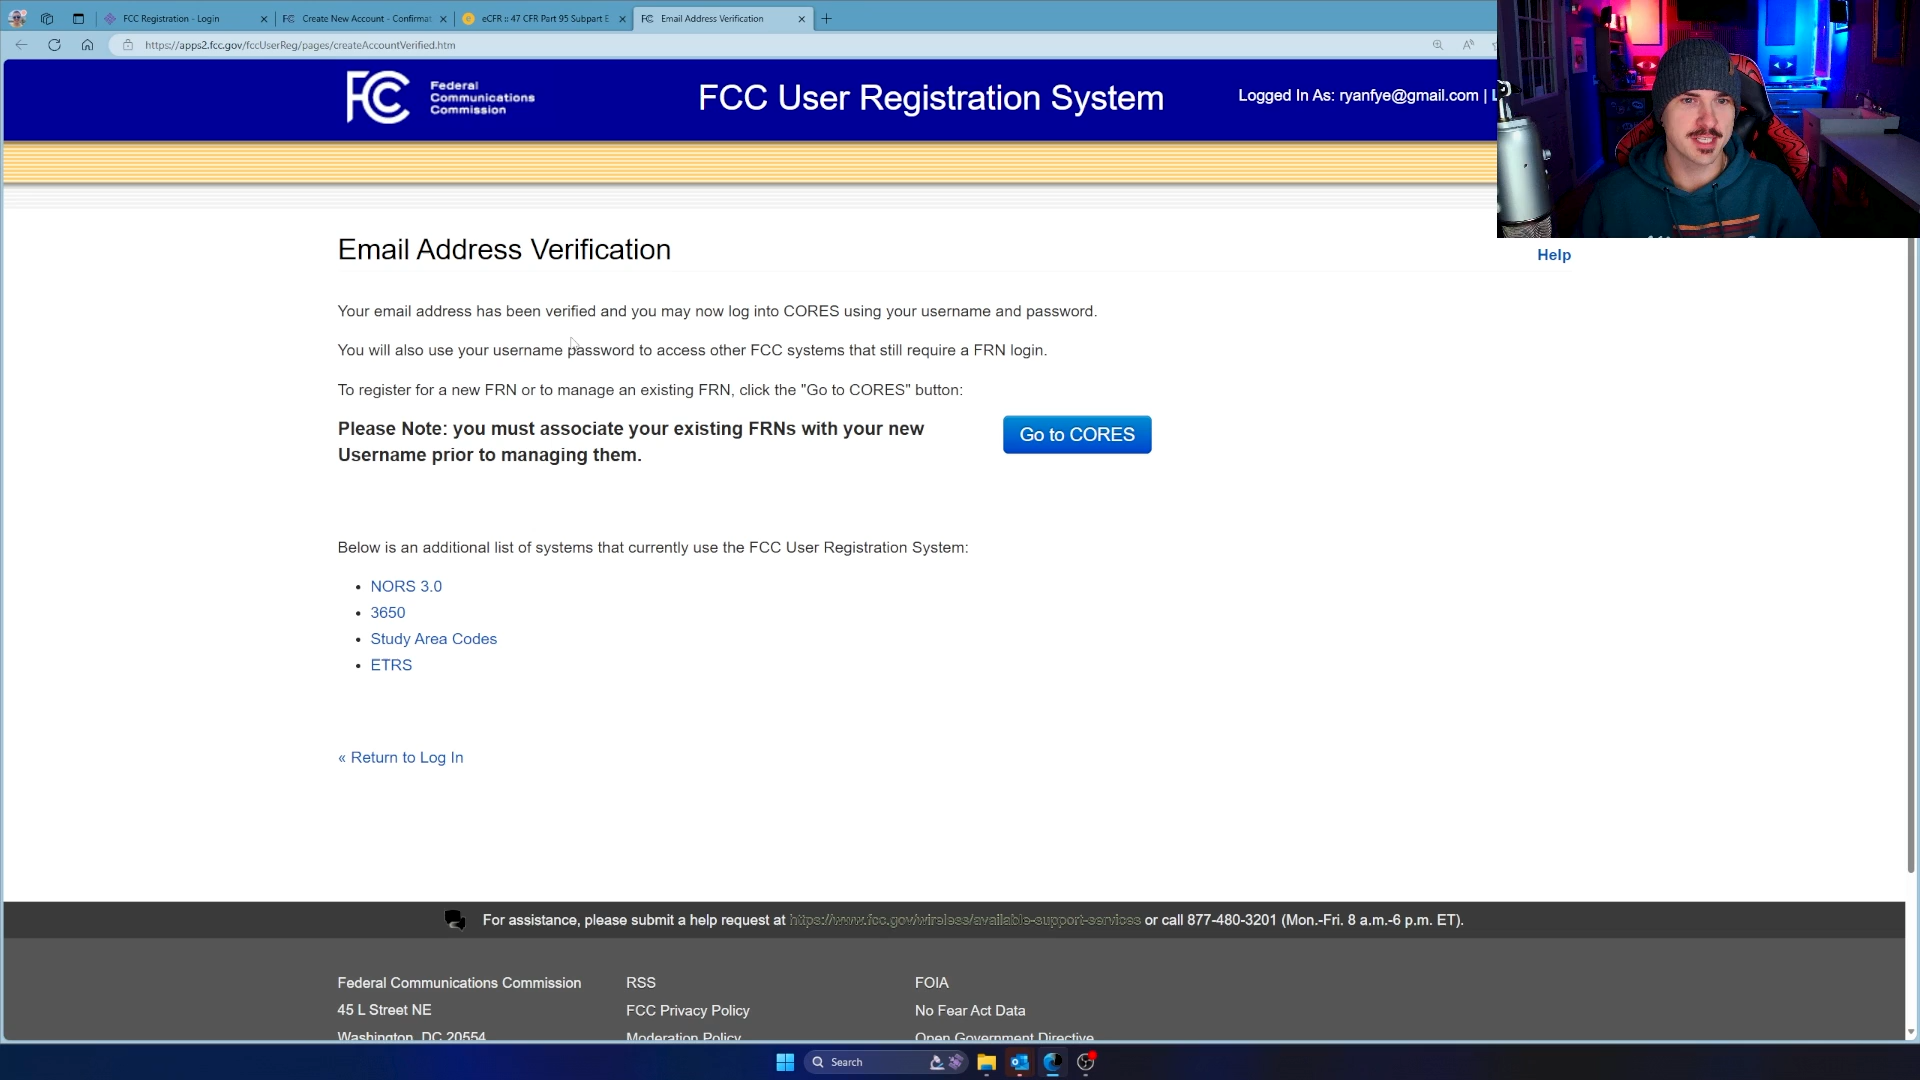 FCC Registration - Login
Create New Account - Confirmat
eCFR :: 47 CFR Part 95 Subpart E
Email Address Verification
https://apps2.fcc.gov/fccUserReg/pages/createAccountVerified.htm
FCC
Federal
Communications
Commission
FCC User Registration System
Logged In As: ryanfye@gmail.com |
Email Address Verification
Help
Your email address has been verified and you may now log into CORES using your username and password.
You will also use your username password to access other FCC systems that still require a FRN login.
To register for a new FRN or to manage an existing FRN, click the "Go to CORES" button:
Please Note: you must associate your existing FRNs with your new
Username prior to managing them.
Go to CORES
Below is an additional list of systems that currently use the FCC User Registration System:
• NORS 3.0
• 3650
• Study Area Codes
• ETRS
« Return to Log In
For assistance, please submit a help request at https://www.fcc.gov/wireless/available-support-services or call 877-480-3201 (Mon.-Fri. 8 a.m.-6 p.m. ET).
Federal Communications Commission
45 L Street NE
Washington, DC 20554
RSS
FCC Privacy Policy
Moderation Policy
FOIA
No Fear Act Data
Open Government Directive
Search